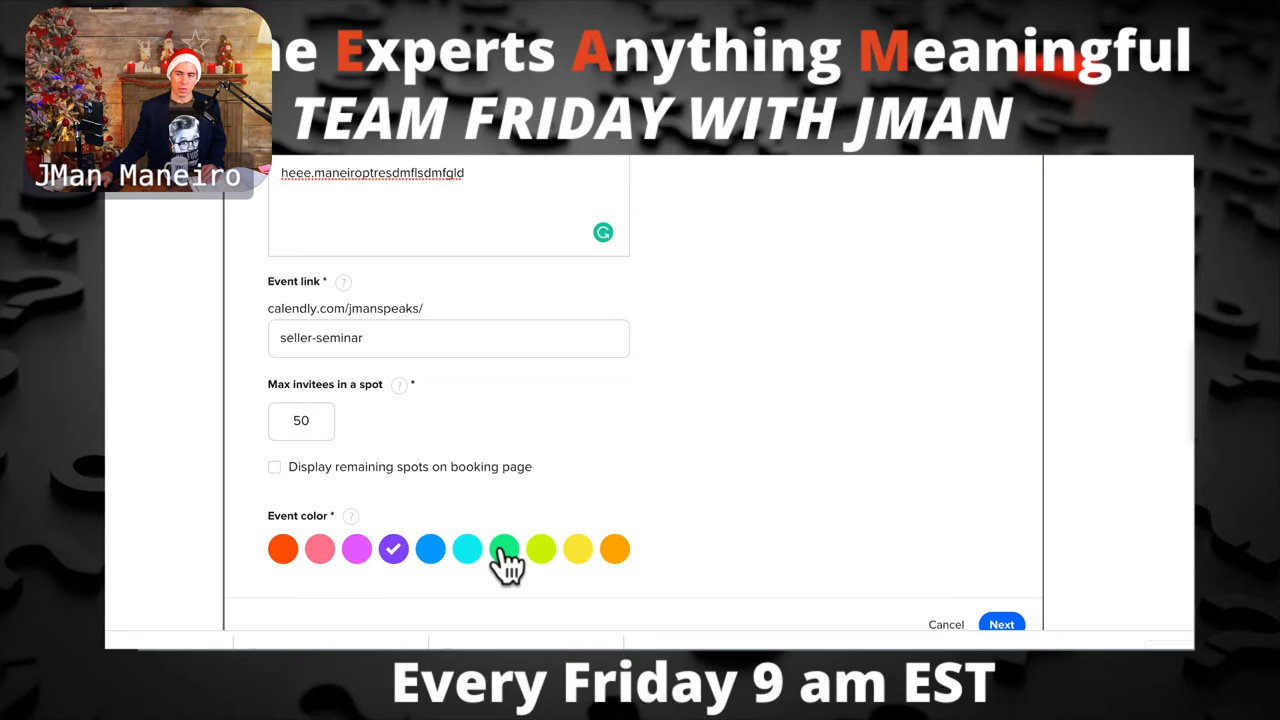 ne Experts Anything Meaningful
TEAM FRIDAY WITH JMAN
JMan Maneiro
heee.maneiroptresdmflsdmfgld
Event link * ?
calendly.com/jmanspeaks/
seller-seminar
Max invitees in a spot ? *
50
Display remaining spots on booking page
Event color * ?
Cancel Next
Every Friday 9 am EST